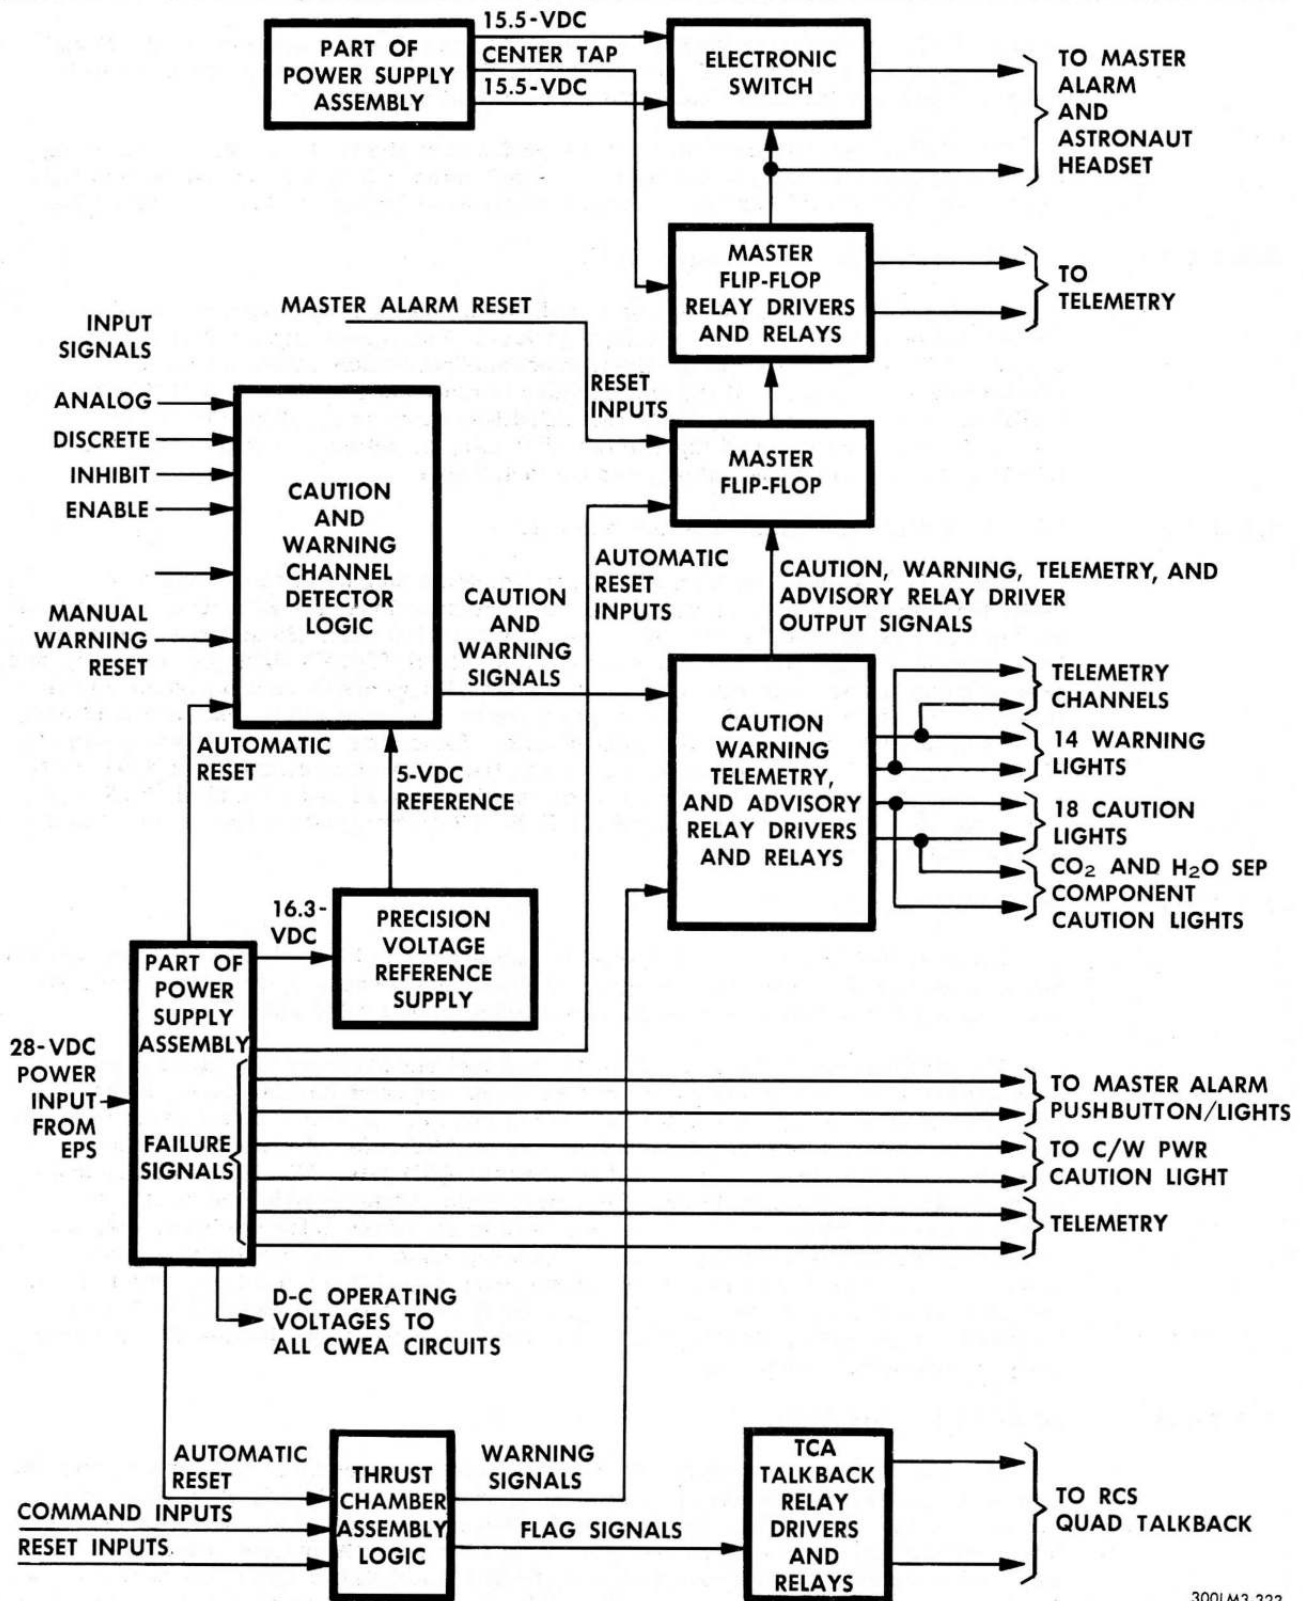 15.5-VDC
PART OF
POWER SUPPLY
ASSEMBLY
CENTER TAP
15.5-VDC
ELECTRONIC
SWITCH
TO MASTER
ALARM
AND
ASTRONAUT
HEADSET
MASTER
FLIP-FLOP
RELAY DRIVERS
AND RELAYS
TO
TELEMETRY
MASTER ALARM RESET
INPUT
SIGNALS
ANALOG
DISCRETE
INHIBIT
ENABLE
MANUAL
WARNING
RESET
CAUTION
AND
WARNING
CHANNEL
DETECTOR
LOGIC
RESET
INPUTS
MASTER
FLIP-FLOP
AUTOMATIC
RESET
INPUTS
CAUTION, WARNING, TELEMETRY, AND
ADVISORY RELAY DRIVER
OUTPUT SIGNALS
CAUTION
AND
WARNING
SIGNALS
CAUTION
WARNING
TELEMETRY,
AND ADVISORY
RELAY DRIVERS
AND RELAYS
TELEMETRY
CHANNELS
14 WARNING
LIGHTS
18 CAUTION
LIGHTS
CO2 AND H2O SEP
COMPONENT
CAUTION LIGHTS
AUTOMATIC
RESET
5-VDC
REFERENCE
16.3-
VDC
PRECISION
VOLTAGE
REFERENCE
SUPPLY
PART OF
POWER
SUPPLY
ASSEMBLY
28-VDC
POWER
INPUT
FROM
EPS
FAILURE
SIGNALS
TO MASTER ALARM
PUSHBUTTON/LIGHTS
TO C/W PWR
CAUTION LIGHT
TELEMETRY
D-C OPERATING
VOLTAGES TO
ALL CWEA CIRCUITS
AUTOMATIC
RESET
COMMAND INPUTS
RESET INPUTS
THRUST
CHAMBER
ASSEMBLY
LOGIC
WARNING
SIGNALS
FLAG SIGNALS
TCA
TALKBACK
RELAY
DRIVERS
AND
RELAYS
TO RCS
QUAD TALKBACK